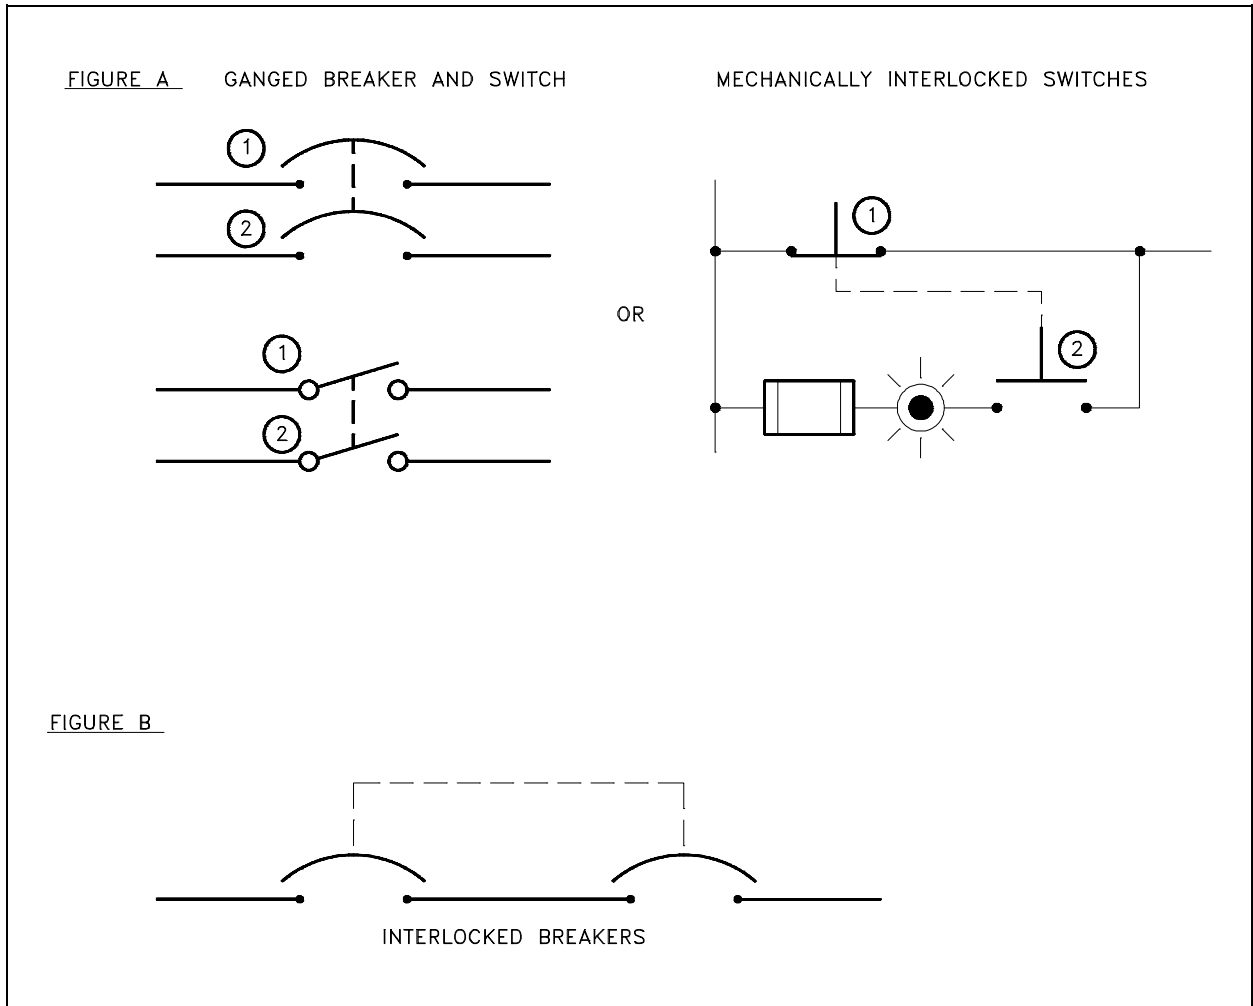 FIGURE A GANGED BREAKER AND SWITCH
MECHANICALLY INTERLOCKED SWITCHES
1
2
1
2
OR
1
2
FIGURE B
INTERLOCKED BREAKERS